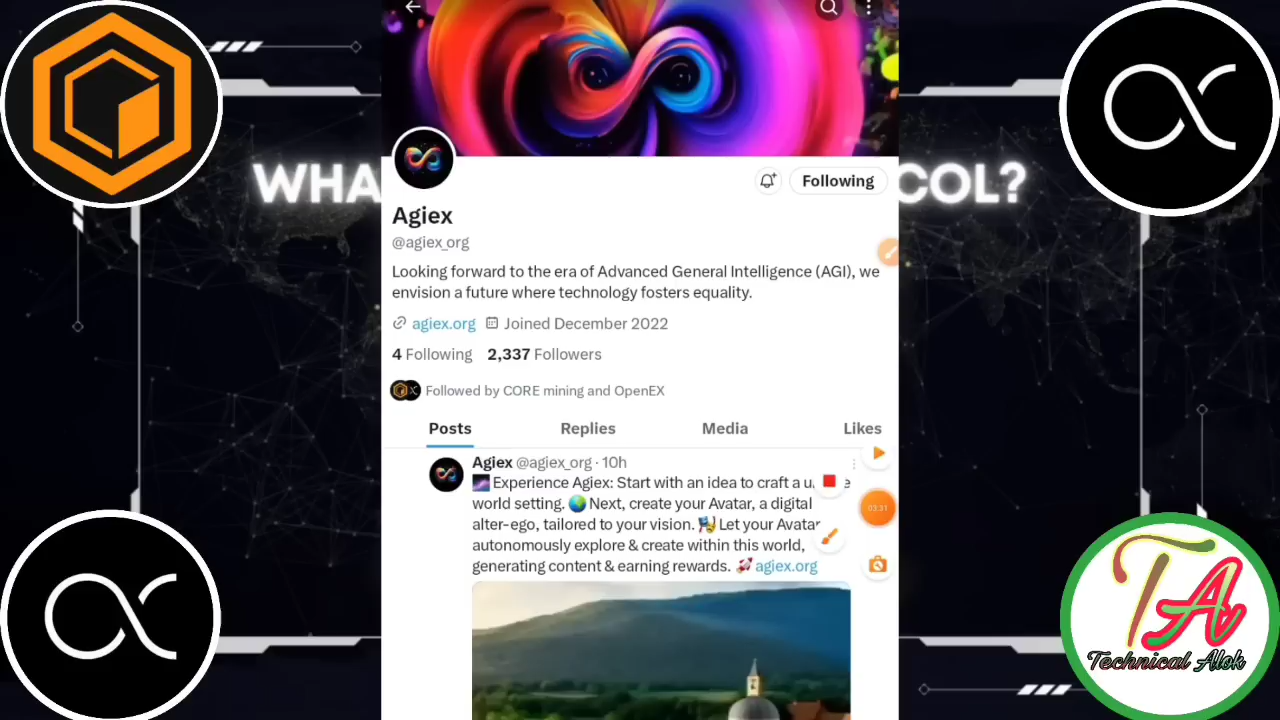 WHA
COL?
Following
Agiex
@agiex_org
Looking forward to the era of Advanced General Intelligence (AGI), we
envision a future where technology fosters equality.
agiex.org Joined December 2022
4 Following 2,337 Followers
Followed by CORE mining and OpenEX
Posts Replies Media Likes
Agiex @agiex_org · 10h
Experience Agiex: Start with an idea to craft a u e
world setting. 🌍 Next, create your Avatar, a digital
alter-ego, tailored to your vision. Let your Avatar
autonomously explore & create within this world,
generating content & earning rewards. 🚀 agiex.org
03:31
TA
Technical Alok